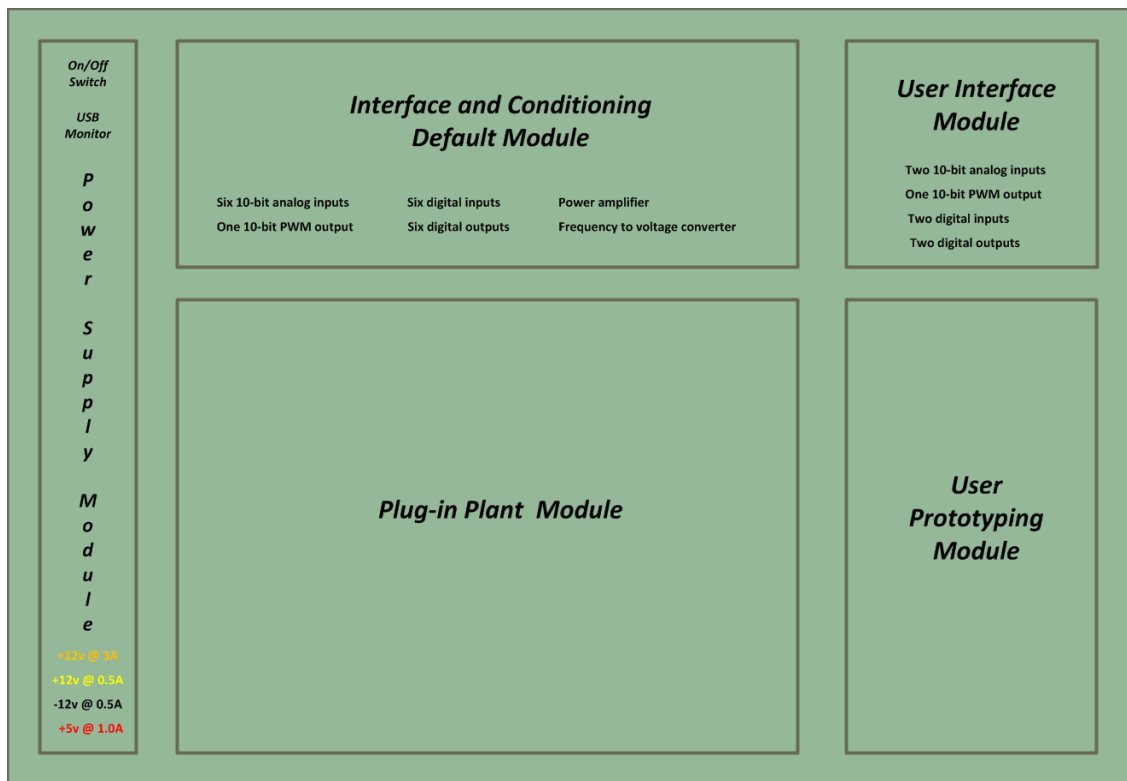 On/Off
Switch
USB
Monitor
P
o
w
e
r
S
u
p
p
l
y
M
o
d
u
l
e
+12v @ 3A
+12v @ 0.5A
-12v @ 0.5A
+5v @ 1.0A
Interface and Conditioning
Default Module
Six 10-bit analog inputs
One 10-bit PWM output
Six digital inputs
Six digital outputs
Power amplifier
Frequency to voltage converter
User Interface
Module
Two 10-bit analog inputs
One 10-bit PWM output
Two digital inputs
Two digital outputs
Plug-in Plant Module
User
Prototyping
Module